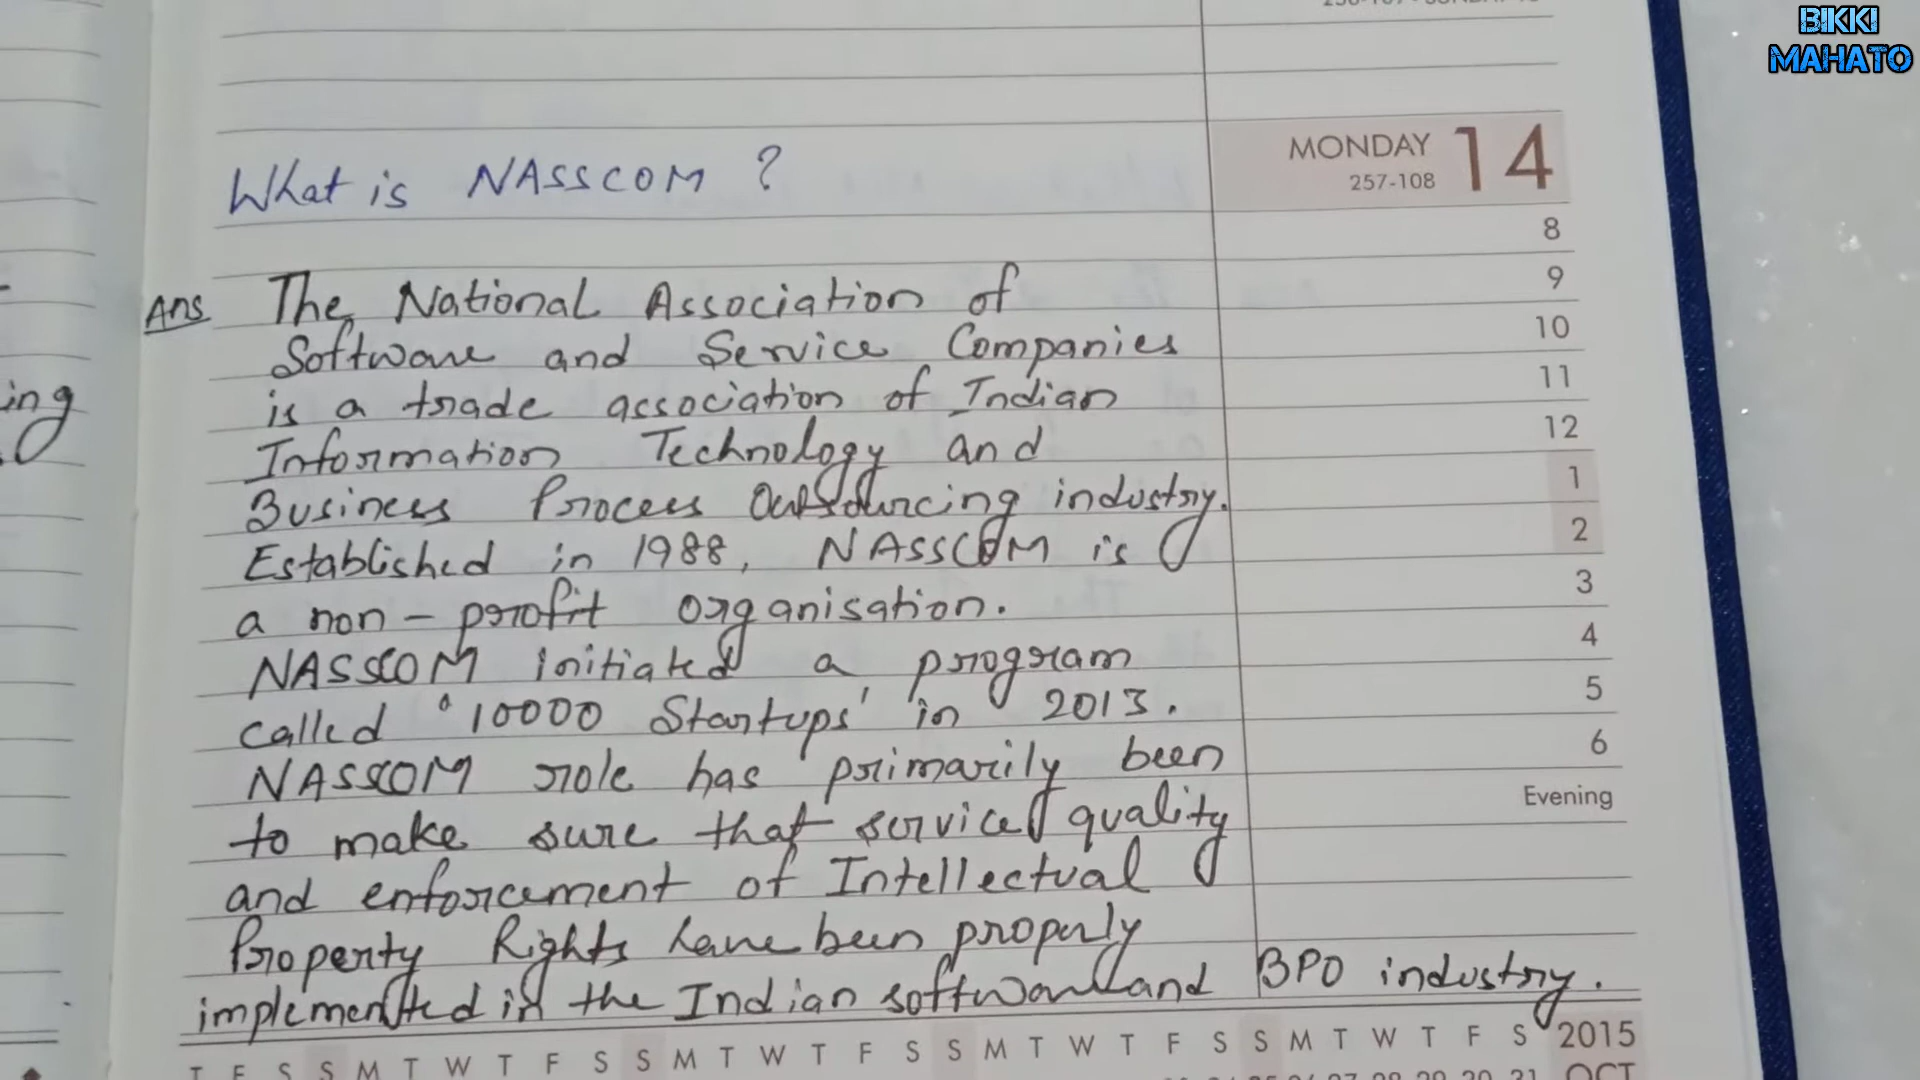 BIKKI
MAHATO
MONDAY 14
257-108
What is NASSCOM ?
8
Ans The National Association of
9
Software and Service Companies
10
is a trade association of Indian
11
Information Technology and
12
Business Process Outsourcing industry.
1
Established in 1988, NASSCOM is
2
a non-profit organisation.
3
NASSCOM initiated a program
4
called '10000 Startups' in 2013.
5
NASSCOM role has primarily been
6
to make sure that service quality
Evening
and enforcement of Intellectual
Property Rights have been properly
implemented in the Indian software and BPO industry.
ing
T F S S M T W T F S S M T W T F S S M T W T F S S M T W T F S 2015
OCT